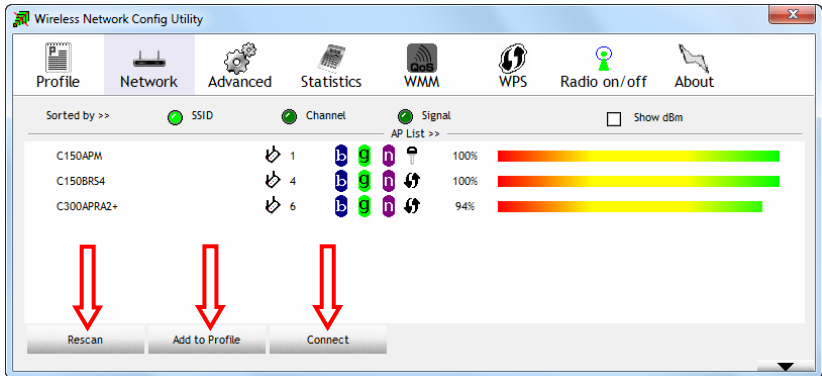 Wireless Network Config Utility
Profile Network Advanced Statistics QoS WMM WPS Radio on/off About
Sorted by >> SSID Channel Signal Show dBm
AP List >>
C150APM 1 b g n 100%
C150BRS4 4 b g n 100%
C300APRA2+ 6 b g n 94%
Rescan Add to Profile Connect